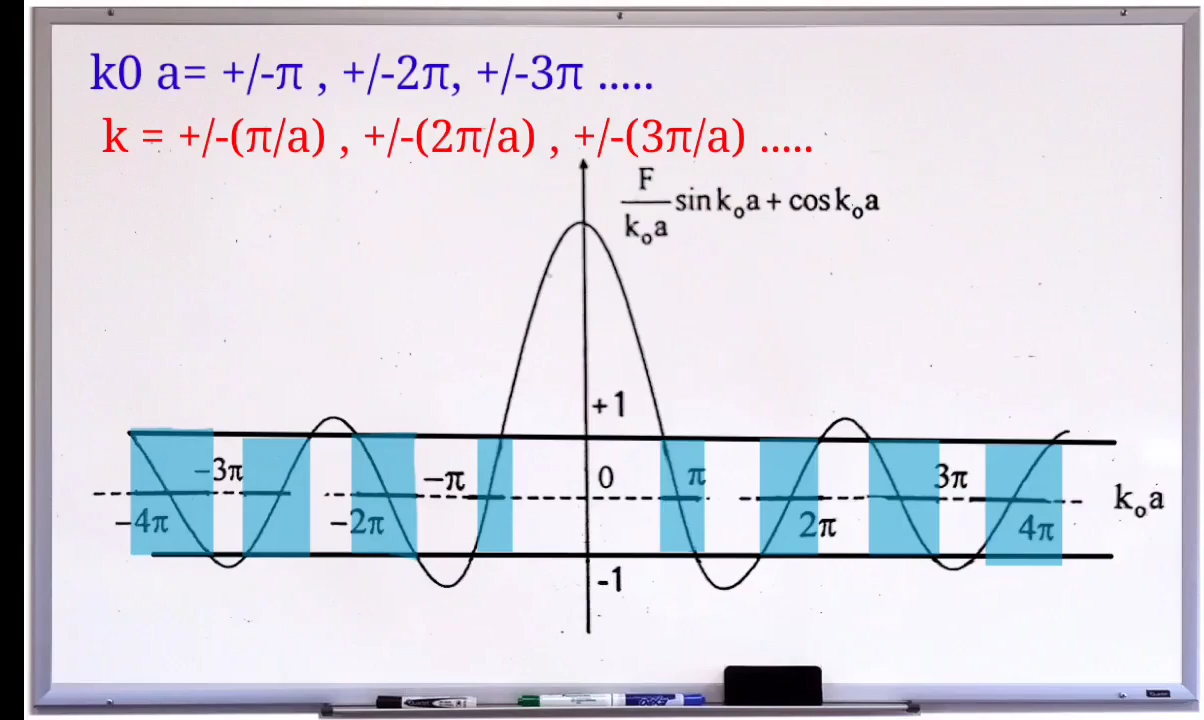 k0 a= +/-π , +/-2π, +/-3π .....
k = +/-(π/a) , +/-(2π/a) , +/-(3π/a) .....
F
k₀a
sin k₀a + cos k₀a
+1
-3π
-π
0
π
3π
k₀a
-4π
-2π
2π
4π
-1